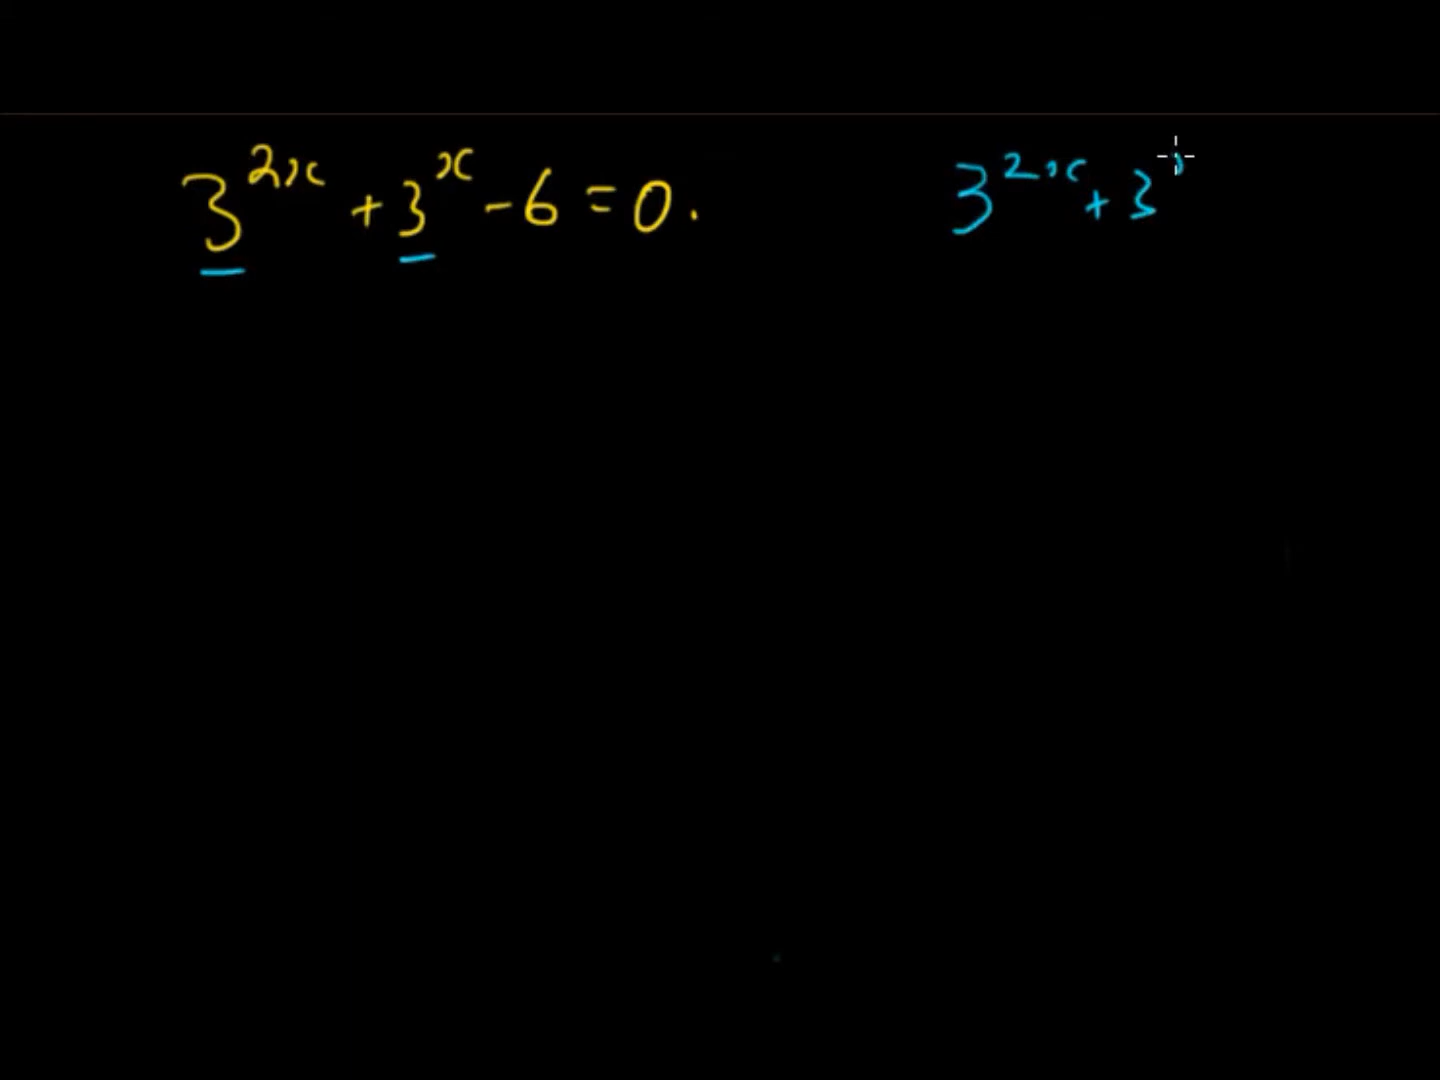 3^{2x} + 3^x - 6 = 0.
3^{2x} + 3